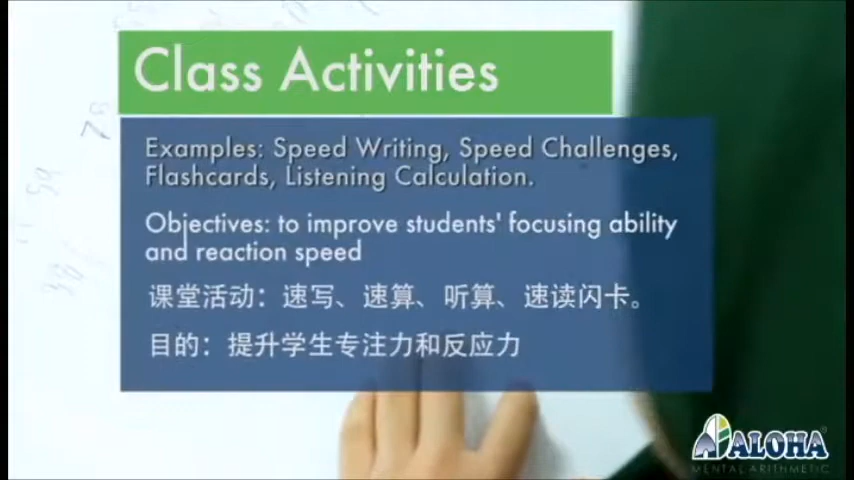 Class Activities
Examples: Speed Writing, Speed Challenges,
Flashcards, Listening Calculation.
Objectives: to improve students' focusing ability
and reaction speed
课堂活动：速写、速算、听算、速读闪卡。
目的：提升学生专注力和反应力
ALOHA
MENTAL ARITHMETIC